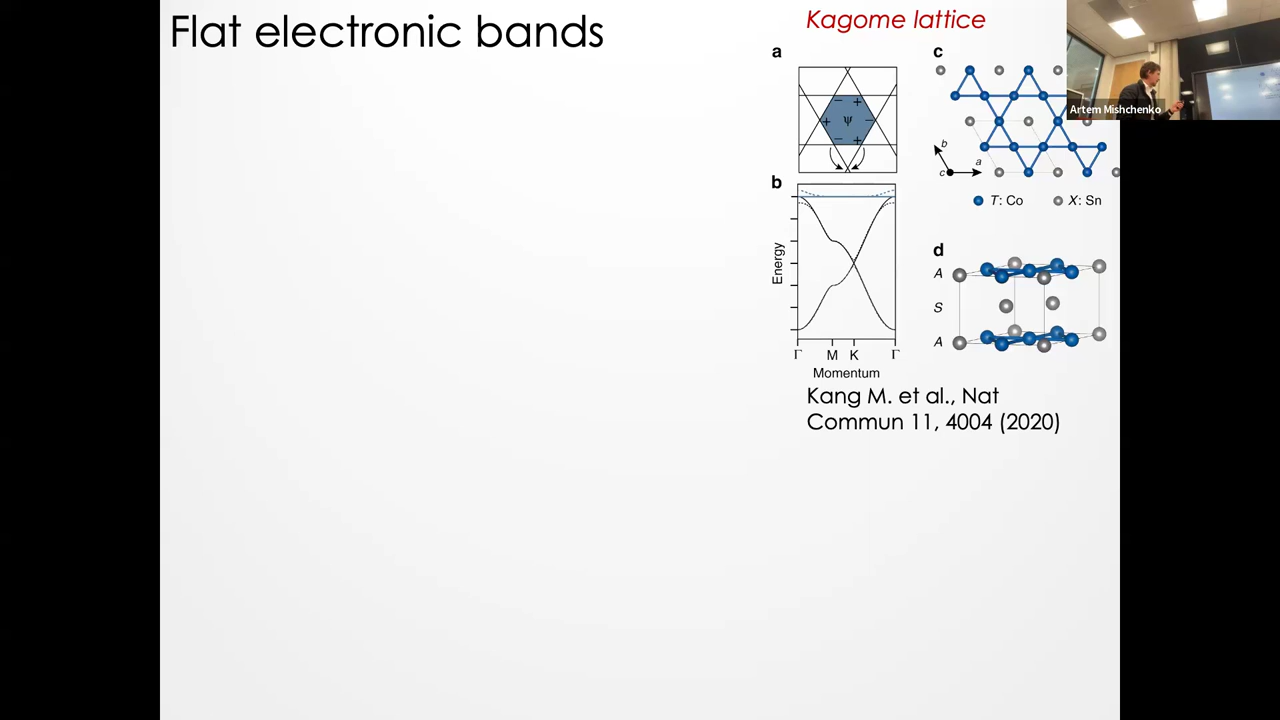 Flat electronic bands
Kagome lattice
a
− +
+ ψ −
− +
b
Energy
Γ M K Γ
Momentum
c
b
a
c
T: Co X: Sn
d
A
S
A
Kang M. et al., Nat
Commun 11, 4004 (2020)
Artem Mishchenko